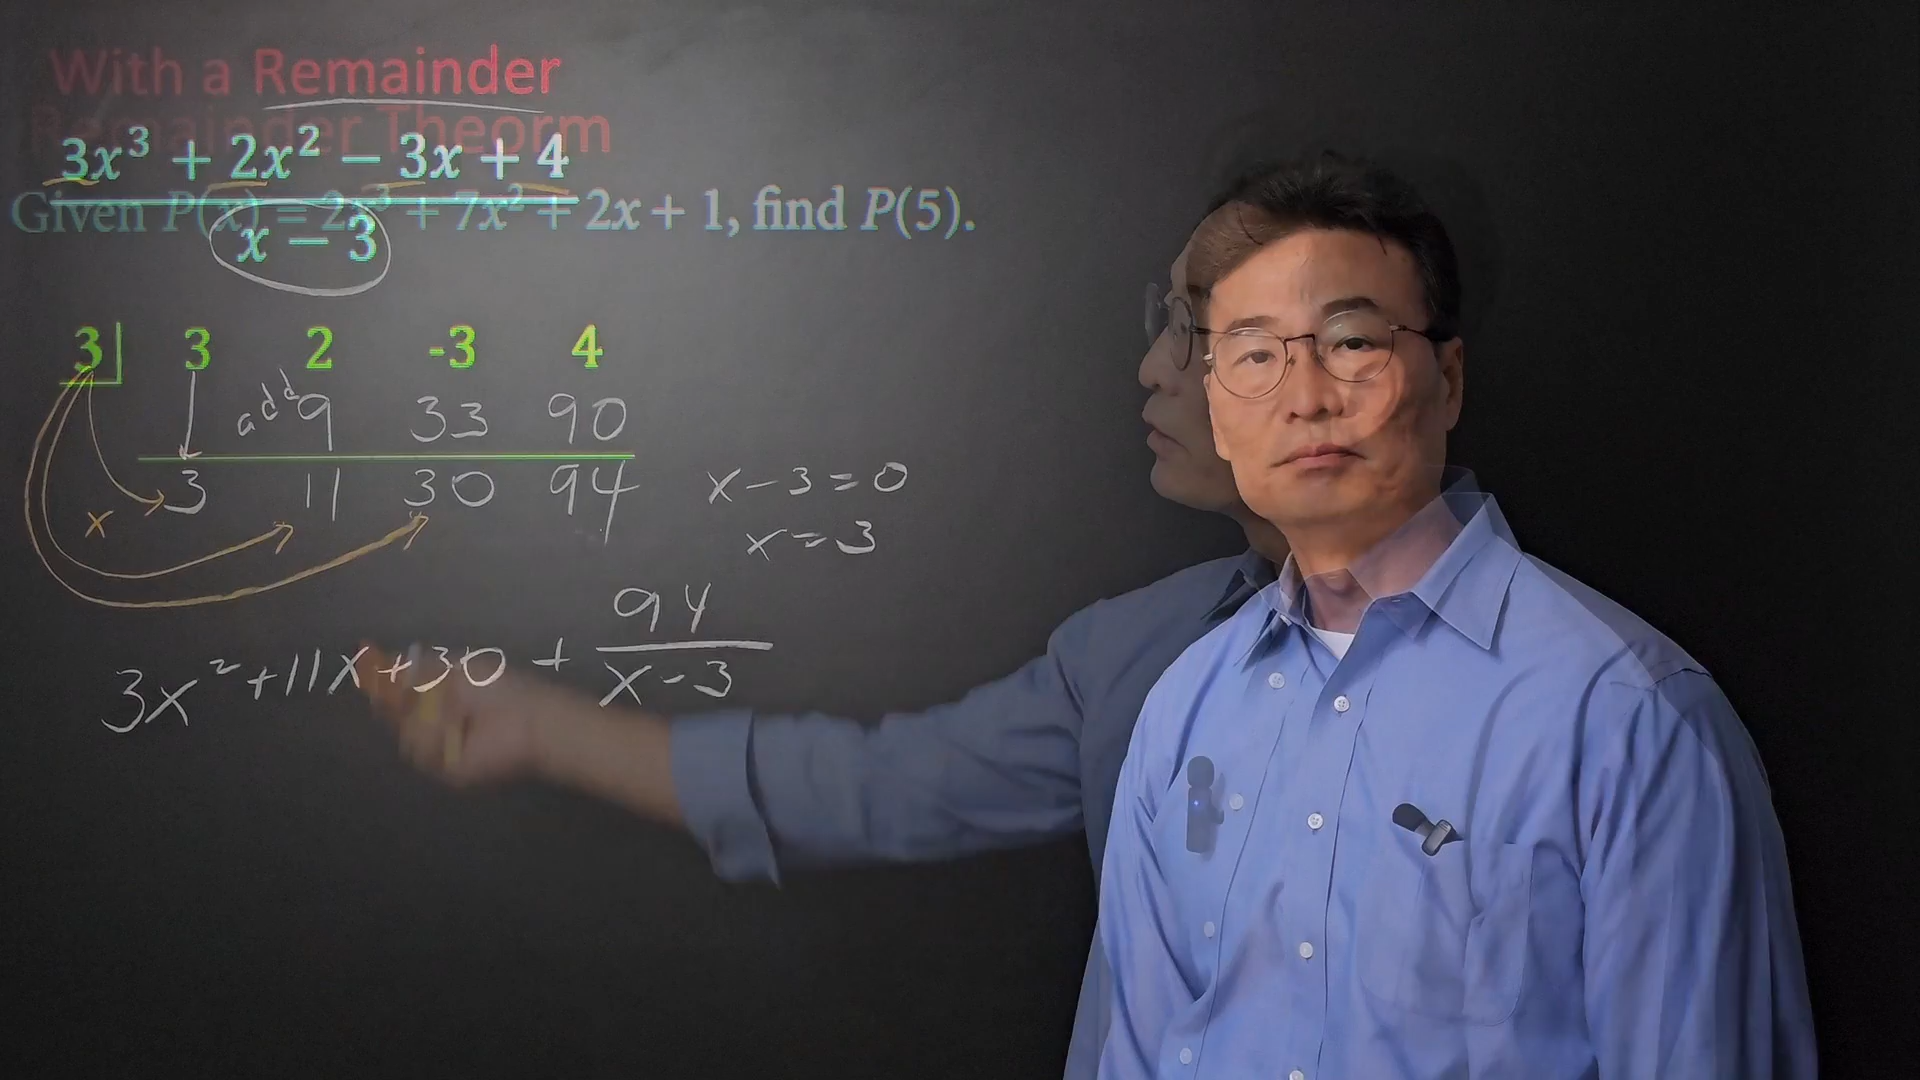 With a Remainder
Remainder Theorm
3x³ + 2x² − 3x + 4
Given P(x) = 2x³ + 7x² + 2x + 1, find P(5).
x − 3
3 3 2 -3 4
add 9 33 90
3 11 30 94
x
x - 3 = 0
x = 3
94
3x² + 11x + 30 +
x - 3